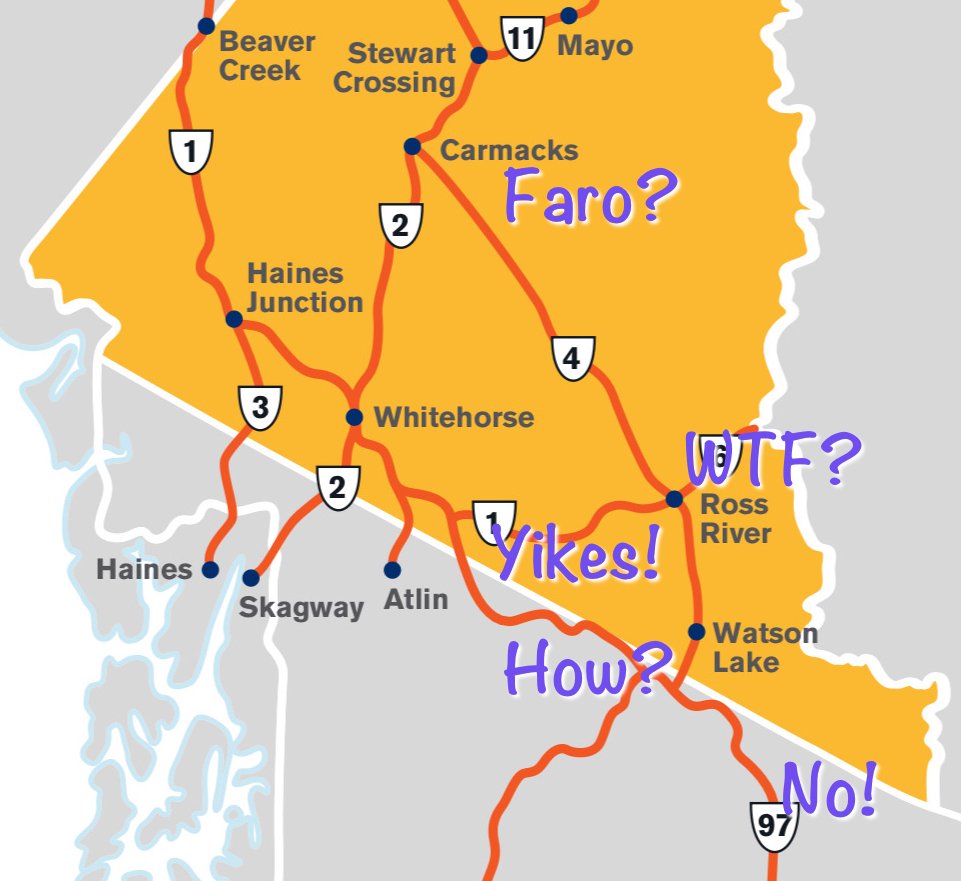 11
Mayo
Beaver
Creek
Stewart
Crossing
1
Carmacks
Faro?
2
Haines
Junction
4
3
Whitehorse
WTF?
6
2
Ross
River
1
Yikes!
Haines
Skagway
Atlin
Watson
Lake
How?
No!
97